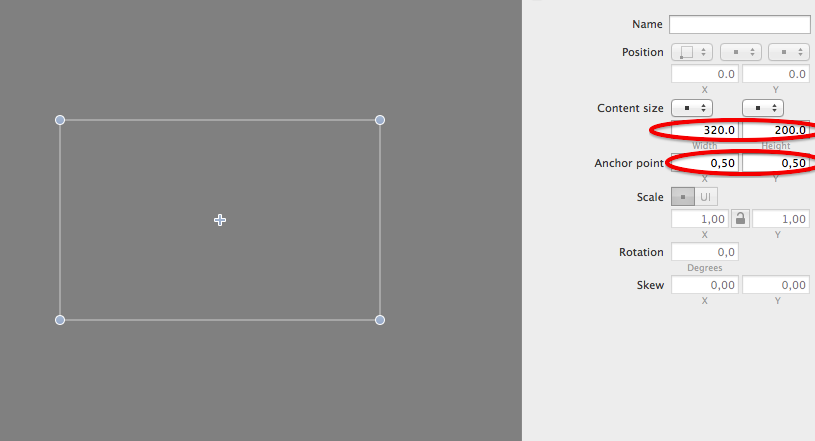 Name
Position
0.0 0.0
X Y
Content size
320.0 200.0
Width Height
Anchor point 0,50 0,50
X Y
Scale UI
1,00 1,00
X Y
Rotation 0,0
Degrees
Skew 0,00 0,00
X Y